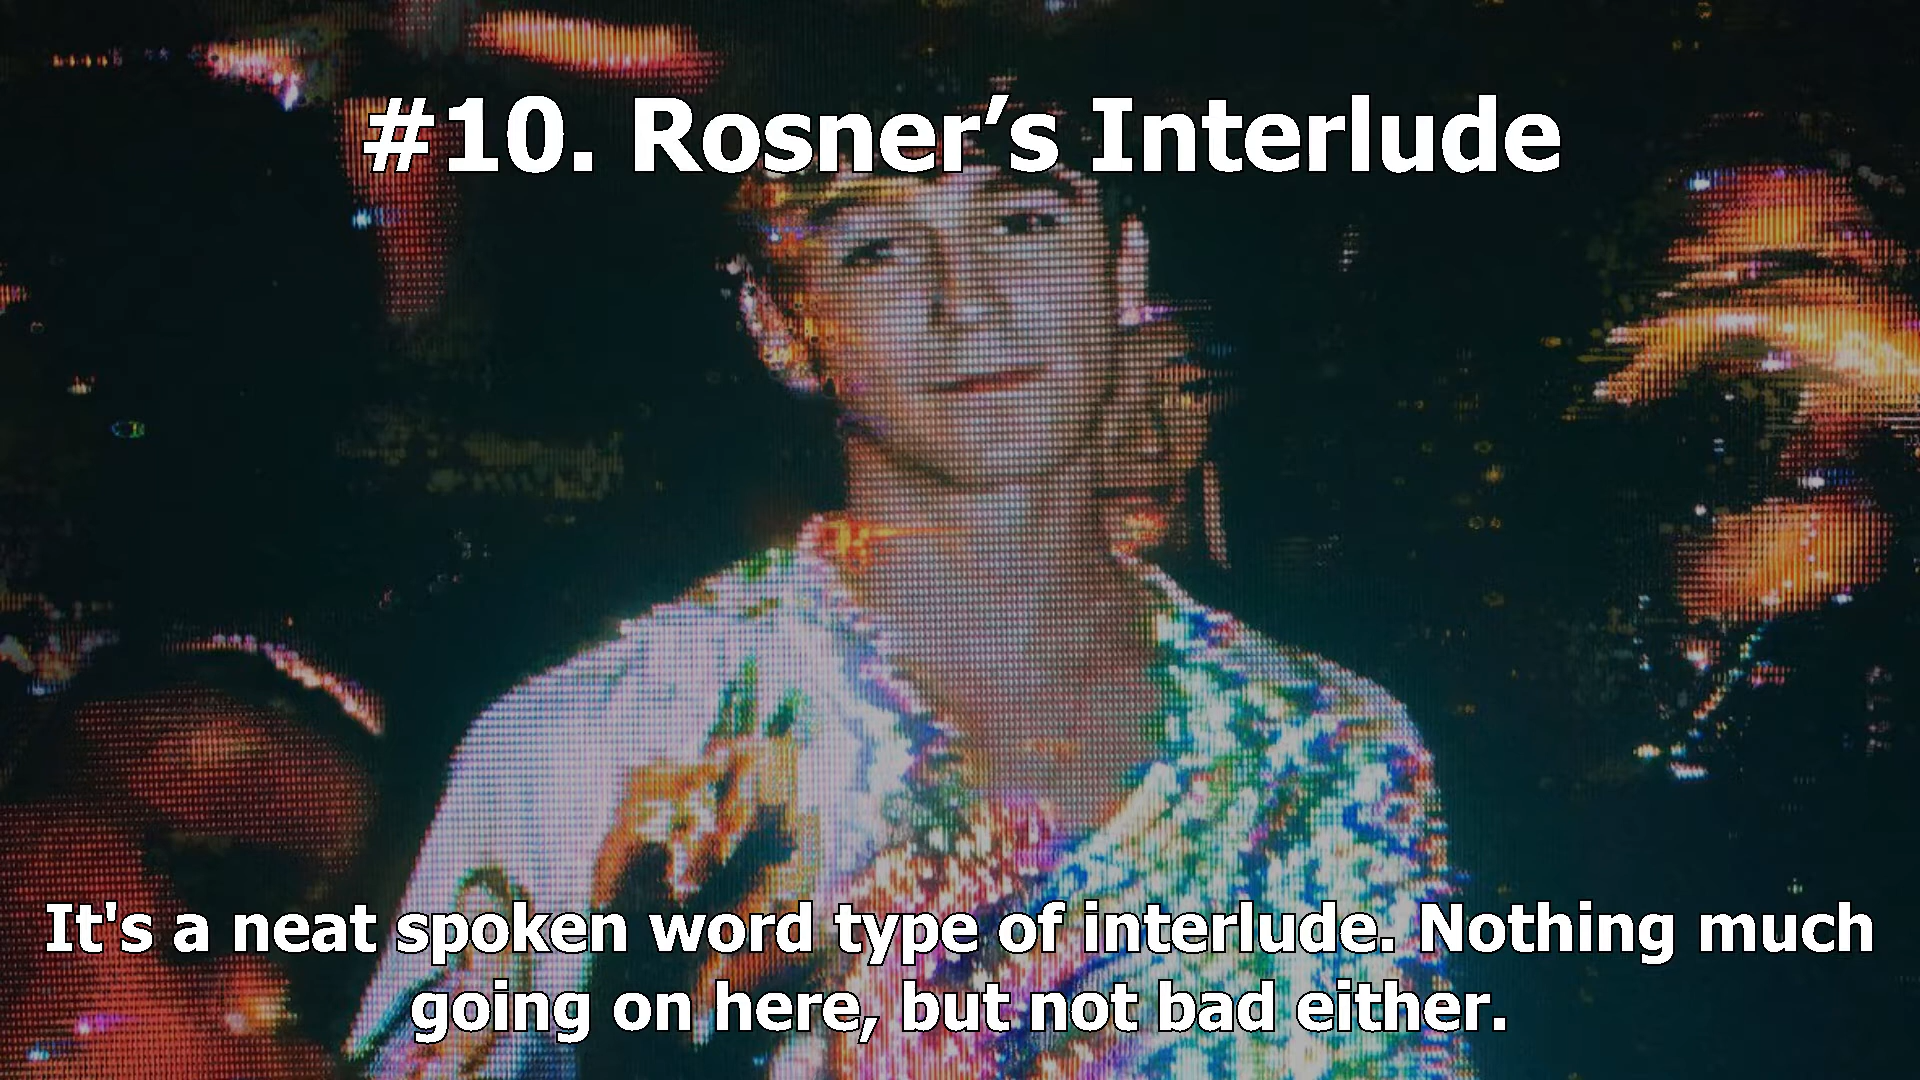 #10. Rosner’s Interlude
It's a neat spoken word type of interlude. Nothing much
going on here, but not bad either.